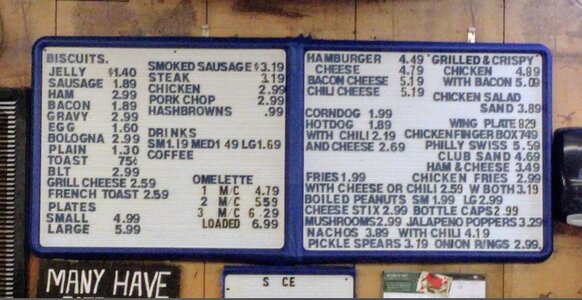 BISCUITS.
JELLY $1.40
SAUSAGE 1.89
HAM 2.99
BACON 1.89
GRAVY 2.99
EGG 1.60
BOLOGNA 2.99
PLAIN 1.30
TOAST 75¢
BLT 2.99
GRILL CHEESE 2.59
FRENCH TOAST 2.59
PLATES
SMALL 4.99
LARGE 5.99
SMOKED SAUSAGE $3.19
STEAK 3.19
CHICKEN 2.99
PORK CHOP 2.99
HASHBROWNS .99
DRINKS
SM1.19 MED1 49 LG1.69
COFFEE
OMELETTE
1 M/C 4.79
2 M/C 5.59
3 M/C 6.29
LOADED 6.99
HAMBURGER 4.49
CHEESE 4.79
BACON CHEESE 5.19
CHILI CHEESE 5.19
CORNDOG 1.99
HOTDOG 1.89
WITH CHILI 2.19
AND CHEESE 2.69
'GRILLED & CRISPY'
CHICKEN 4.89
WITH BACON 5.09
CHICKEN SALAD
SAND 3.89
WING PLATE 829
CHICKENFINGER BOX749
PHILLY SWISS 5.59
CLUB SAND 4.69
HAM & CHEESE 3.49
FRIES 1.99 CHICKEN FRIES 2.99
WITH CHEESE OR CHILI 2.59 W BOTH 3.19
BOILED PEANUTS SM 1.99 LG 2.99
CHEESE STIX 2.99 BOTTLE CAPS 2 99
MUSHROOMS 2.99 JALAPENO POPPERS 3.29
NACHOS 3.89 WITH CHILI 4.19
PICKLE SPEARS 3.19 ONION RINGS 2.99
MANY HAVE
S CE